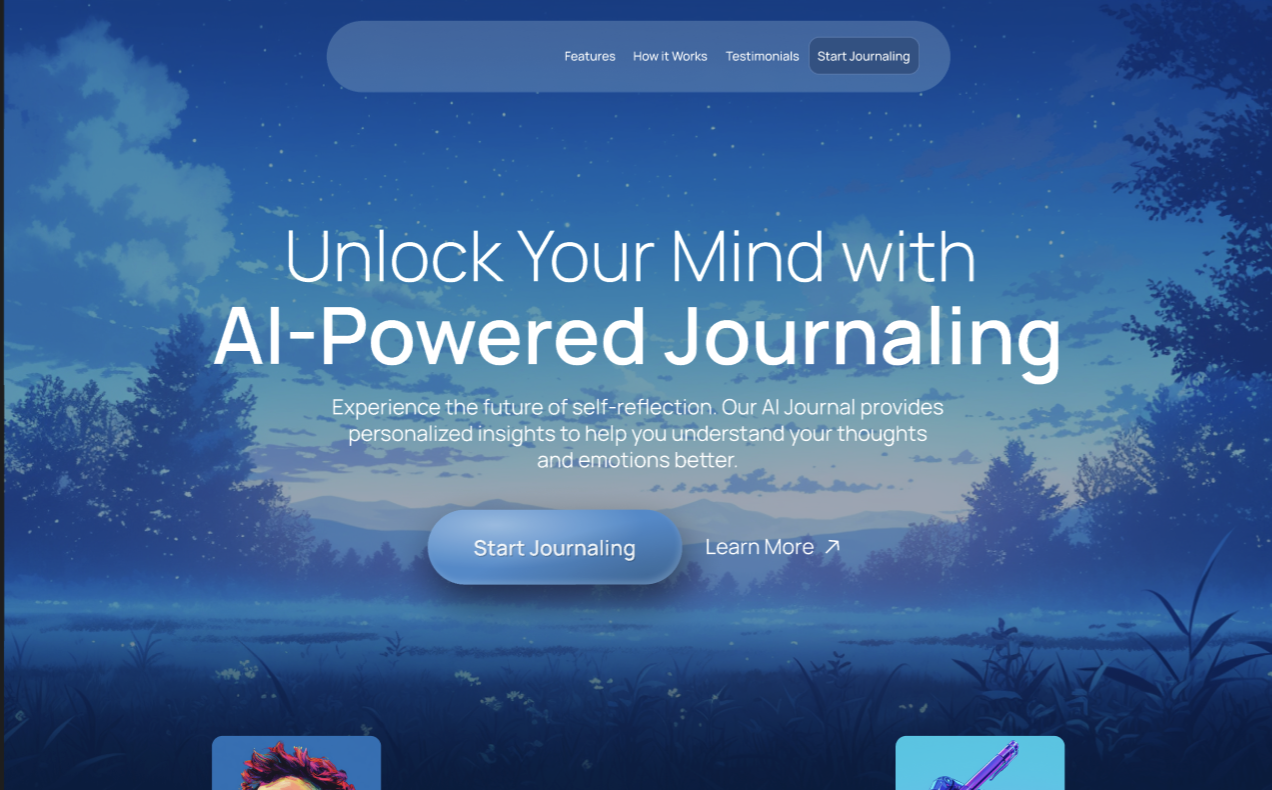 Features How it Works Testimonials Start Journaling
Unlock Your Mind with
AI-Powered Journaling
Experience the future of self-reflection. Our AI Journal provides
personalized insights to help you understand your thoughts
and emotions better.
Start Journaling Learn More